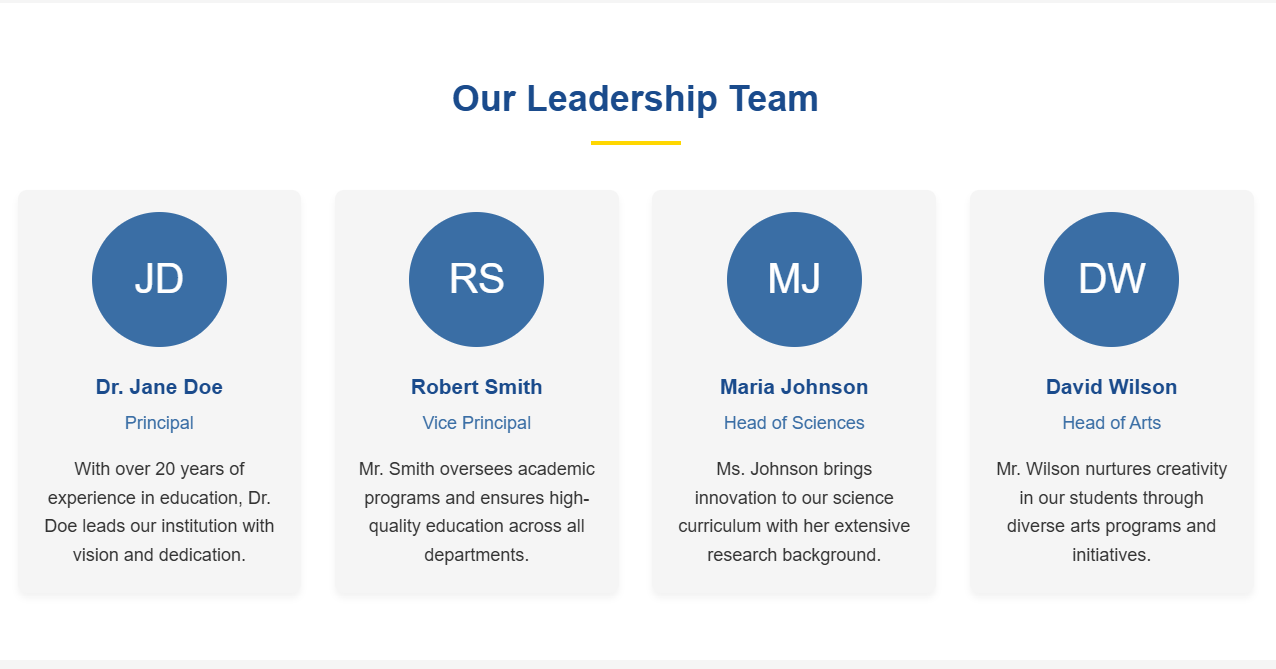 Our Leadership Team
JD
Dr. Jane Doe
Principal
With over 20 years of
experience in education, Dr.
Doe leads our institution with
vision and dedication.
RS
Robert Smith
Vice Principal
Mr. Smith oversees academic
programs and ensures high-
quality education across all
departments.
MJ
Maria Johnson
Head of Sciences
Ms. Johnson brings
innovation to our science
curriculum with her extensive
research background.
DW
David Wilson
Head of Arts
Mr. Wilson nurtures creativity
in our students through
diverse arts programs and
initiatives.